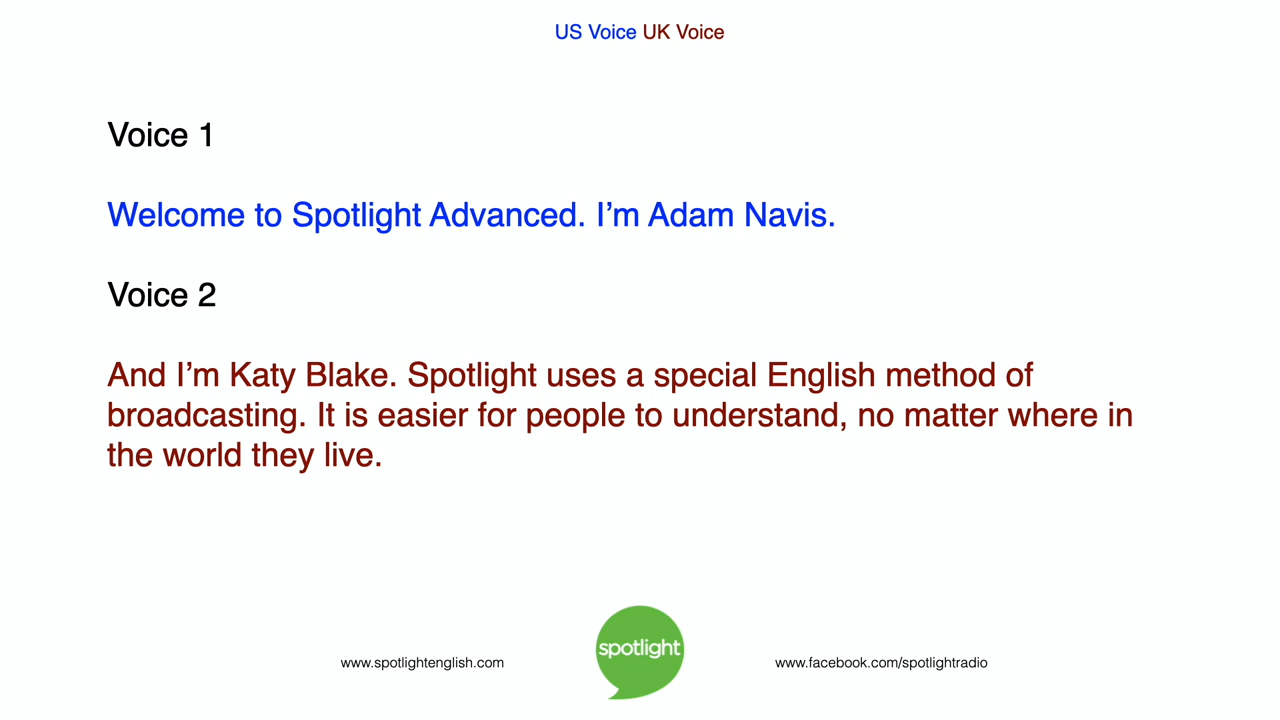 US Voice UK Voice
Voice 1
Welcome to Spotlight Advanced. I’m Adam Navis.
Voice 2
And I’m Katy Blake. Spotlight uses a special English method of
broadcasting. It is easier for people to understand, no matter where in
the world they live.
spotlight
www.spotlightenglish.com
www.facebook.com/spotlightradio